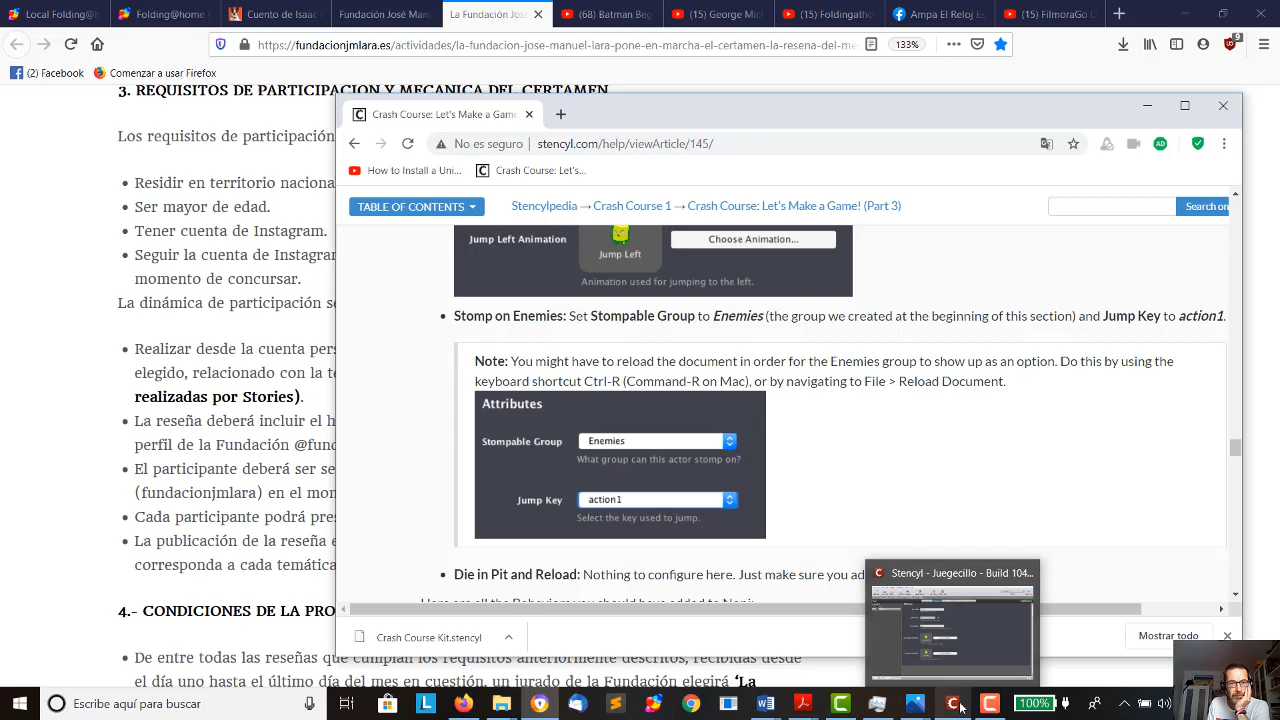 Local Folding@h
Folding@home s
Cuento de Isaac
Fundación José Manu
La Fundación Jos
(68) Batman Beg
(15) George Mic
(15) Foldingatho
Ampa El Reloj Es
(15) FilmoraGo D
https://fundacionjmlara.es/actividades/la-fundacion-jose-manuel-lara-pone-en-marcha-el-certamen-la-resena-del-me
133%
9
(2) Facebook
Comenzar a usar Firefox
3. REQUISITOS DE PARTICIPACIÓN Y MECÁNICA DEL CERTAMEN
Los requisitos de participación
Residir en territorio naciona
Ser mayor de edad.
Tener cuenta de Instagram.
Seguir la cuenta de Instagra
momento de concursar.
La dinámica de participación se
Realizar desde la cuenta pers
elegido, relacionado con la te
realizadas por Stories).
La reseña deberá incluir el h
perfil de la Fundación @fund
El participante deberá ser se
(fundacionjmlara) en el mon
Cada participante podrá pres
La publicación de la reseña e
corresponda a cada temática
4.- CONDICIONES DE LA PRO
De entre todas las reseñas que cumplan los requisitos anteriormente descritos, recibidas desde
el día uno hasta el último día del mes en cuestión, un jurado de la Fundación elegirá ‘La
Crash Course: Let's Make a Game
No es seguro | stencyl.com/help/viewArticle/145/
How to Install a Uni...
Crash Course: Let's...
TABLE OF CONTENTS
Stencylpedia → Crash Course 1 → Crash Course: Let's Make a Game! (Part 3)
Search on
Jump Left Animation
Jump Left
Choose Animation...
Animation used for jumping to the left.
Stomp on Enemies: Set Stompable Group to Enemies (the group we created at the beginning of this section) and Jump Key to action1.
Note: You might have to reload the document in order for the Enemies group to show up as an option. Do this by using the
keyboard shortcut Ctrl-R (Command-R on Mac), or by navigating to File > Reload Document.
Attributes
Stompable Group
Enemies
What group can this actor stomp on?
Jump Key
action1
Select the key used to jump.
Die in Pit and Reload: Nothing to configure here. Just make sure you ad
Stencyl - Juegecillo - Build 104...
Crash Course Kit.stencyl
Mostrar todo
Escribe aquí para buscar
100%